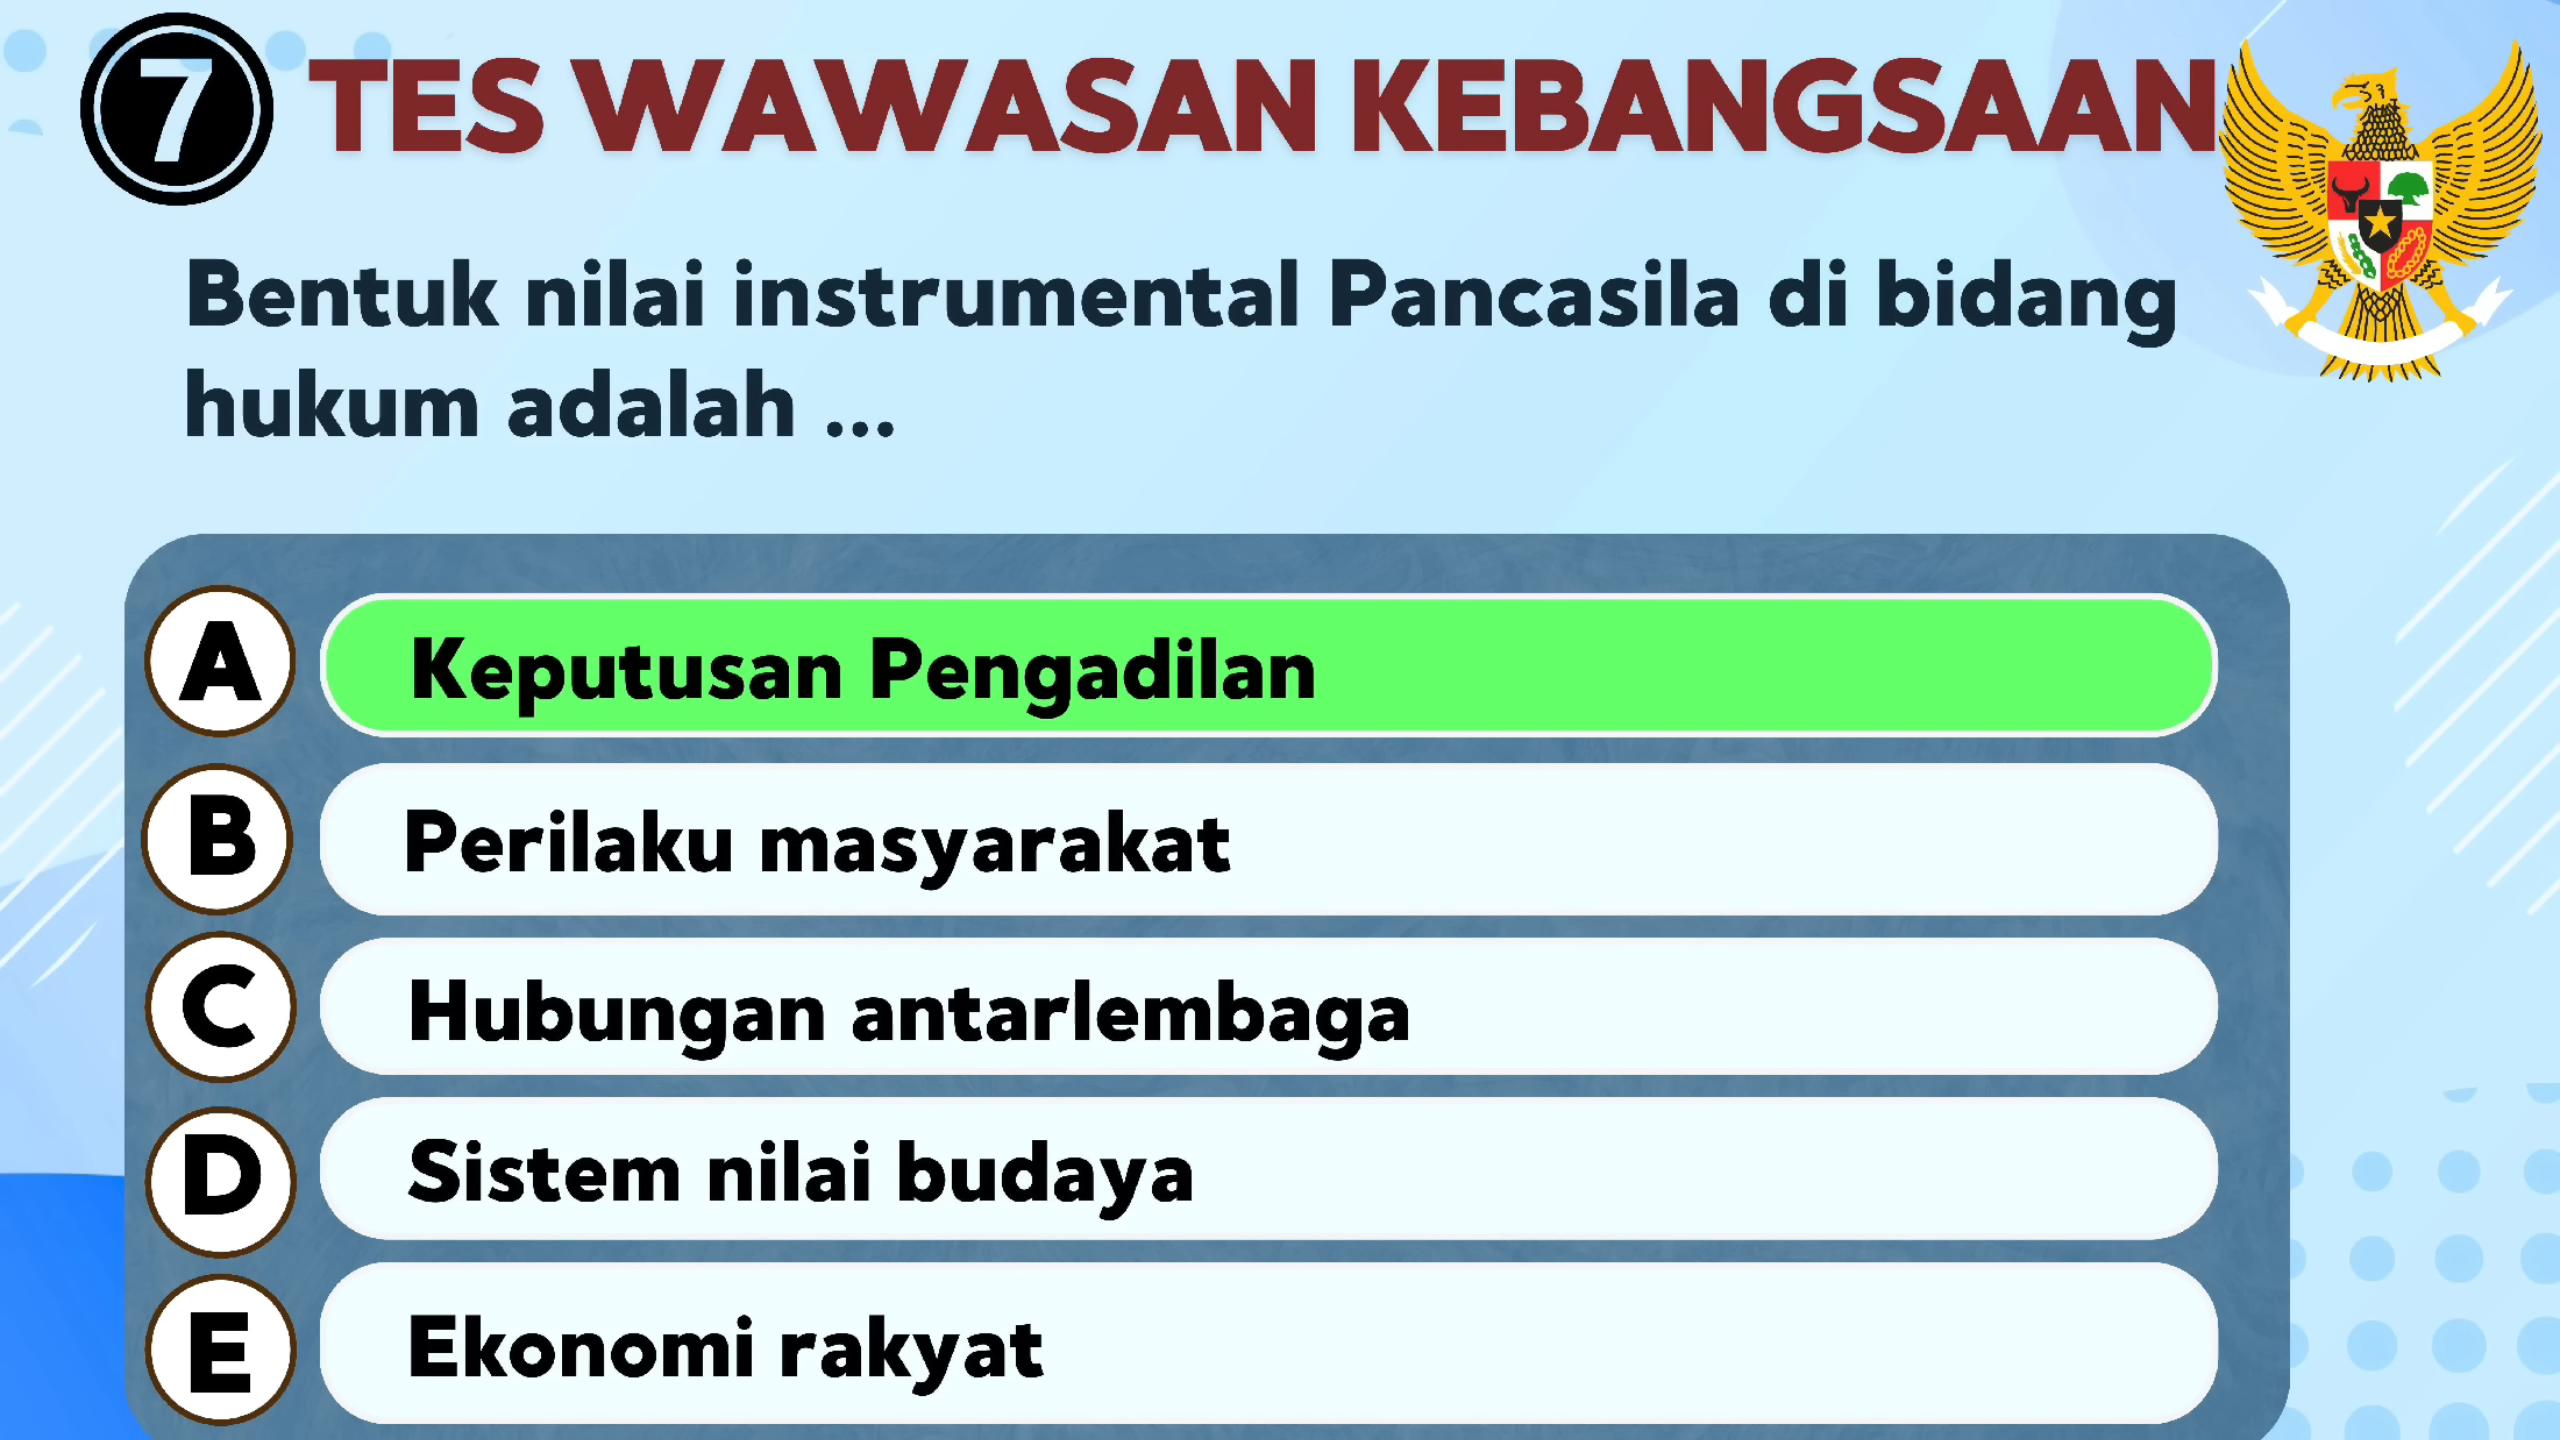 7 TES WAWASAN KEBANGSAAN
Bentuk nilai instrumental Pancasila di bidang
hukum adalah ...
A Keputusan Pengadilan
B Perilaku masyarakat
C Hubungan antarlembaga
D Sistem nilai budaya
E Ekonomi rakyat